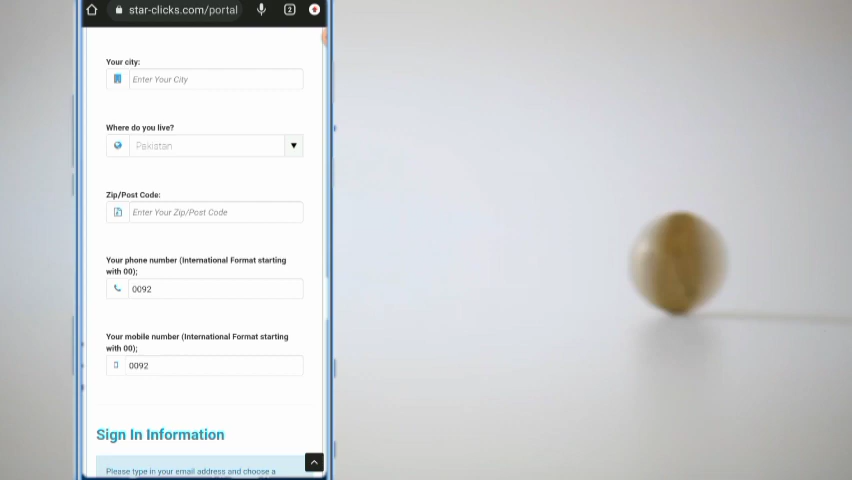 star-clicks.com/portal
2
Your city:
Enter Your City
Where do you live?
Pakistan
Zip/Post Code:
Enter Your Zip/Post Code
Your phone number (International Format starting
with 00);
0092
Your mobile number (International Format starting
with 00);
0092
Sign In Information
Please type in your email address and choose a